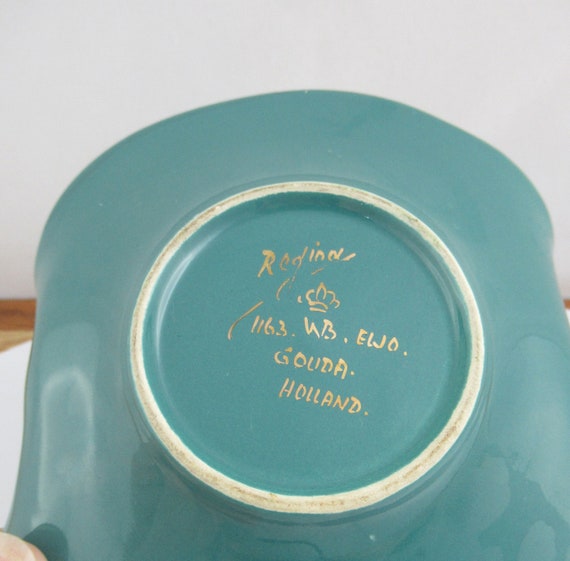 Regina
1163. WB. EWO.
GOUDA.
HOLLAND.